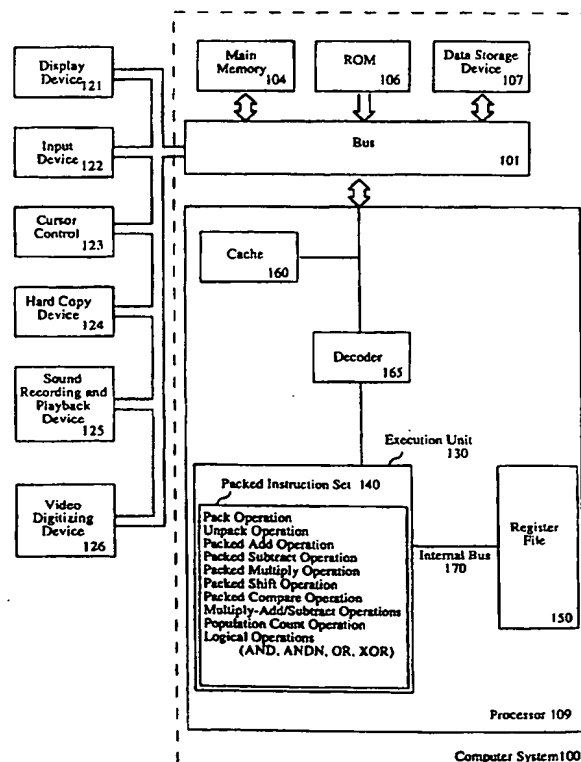 Display
Device
121
Input
Device
122
Cursor
Control
123
Hard Copy
Device
124
Sound
Recording and
Playback
Device
125
Video
Digitizing
Device
126
Main
Memory
104
ROM
106
Data Storage
Device
107
Bus
101
Cache
160
Decoder
165
Execution Unit
130
Packed Instruction Set 140
Pack Operation
Unpack Operation
Packed Add Operation
Packed Subtract Operation
Packed Multiply Operation
Packed Shift Operation
Packed Compare Operation
Multiply-Add/Subtract Operations
Population Count Operation
Logical Operations
(AND, ANDN, OR, XOR)
Internal Bus
170
Register
File
150
Processor 109
Computer System100